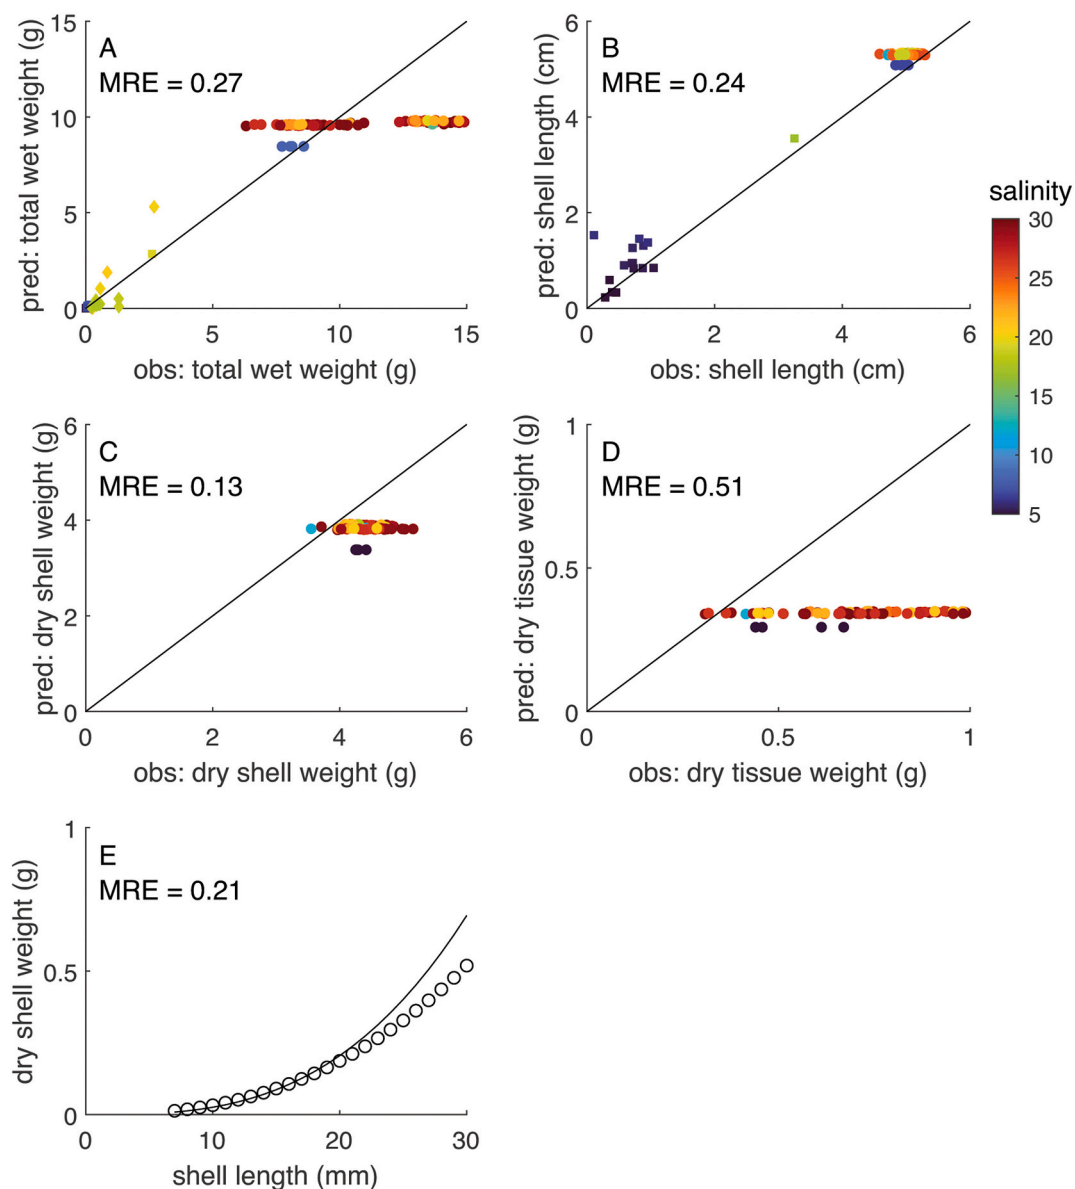 A
MRE = 0.27
pred: total wet weight (g)
15
10
5
0
0
5
10
15
obs: total wet weight (g)
B
MRE = 0.24
pred: shell length (cm)
6
4
2
0
0
2
4
6
obs: shell length (cm)
salinity
30
25
20
15
10
5
C
MRE = 0.13
pred: dry shell weight (g)
6
4
2
0
0
2
4
6
obs: dry shell weight (g)
D
MRE = 0.51
pred: dry tissue weight (g)
1
0.5
0
0
0.5
1
obs: dry tissue weight (g)
E
MRE = 0.21
dry shell weight (g)
1
0.5
0
0
10
20
30
shell length (mm)